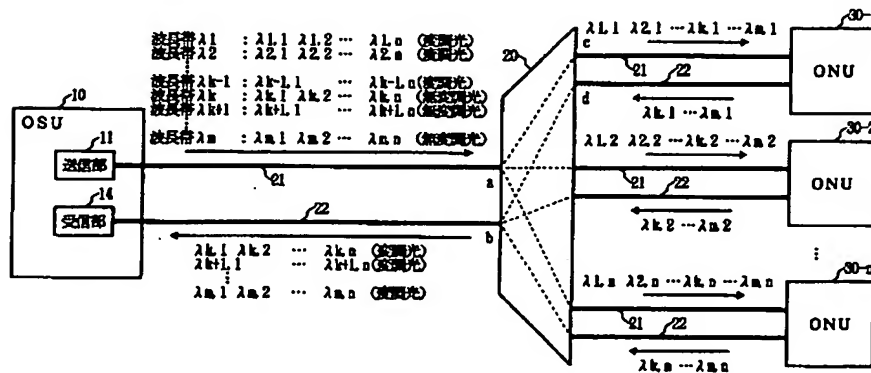 波長帯λ1 : λ1,1 λ1,2 … λ1,n (変調光)
波長帯λ2 : λ2,1 λ2,2 … λ2,n (変調光)
波長帯λk-1 : λk-1,1 … λk-1,n (変調光)
波長帯λk : λk,1 λk,2 … λk,n (無変調光)
波長帯λk+1 : λk+1,1 … λk+1,n (無変調光)
波長帯λm : λm,1 λm,2 … λm,n (無変調光)
10
OSU
11
送信部
14
受信部
21
22
λk,1 λk,2 … λk,n (変調光)
λk+1,1 … λk+1,n (変調光)
λm,1 λm,2 … λm,n (変調光)
20
a
b
c
d
λ1,1 λ2,1 …λk,1 …λm,1
21
22
λk,1 …λm,1
ONU
λ1,2 λ2,2 …λk,2 …λm,2
30-2
21
22
λk,2 …λm,2
ONU
λ1,n λ2,n …λk,n …λm,n
21
22
λk,n …λm,n
ONU